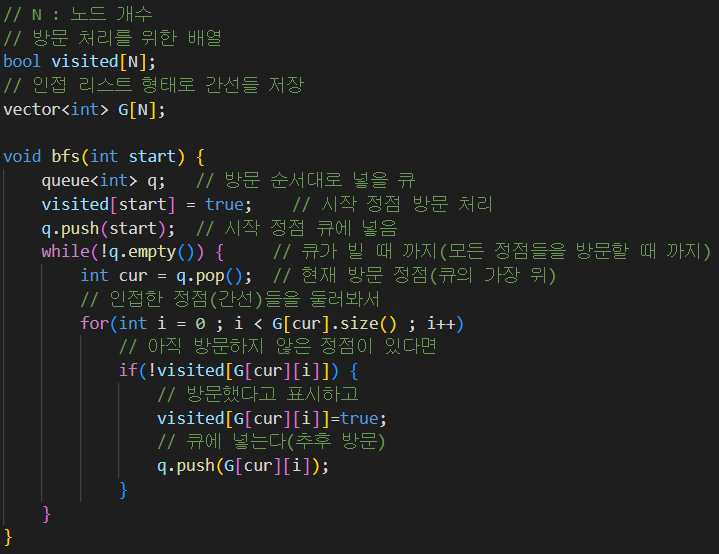 // N : 노드 개수
// 방문 처리를 위한 배열
bool visited[N];
// 인접 리스트 형태로 간선들 저장
vector<int> G[N];
void bfs(int start) {
queue<int> q;   // 방문 순서대로 넣을 큐
visited[start] = true;    // 시작 정점 방문 처리
q.push(start);  // 시작 정점 큐에 넣음
while(!q.empty()) {     // 큐가 빌 때 까지(모든 정점들을 방문할 때 까지)
int cur = q.pop();  // 현재 방문 정점(큐의 가장 위)
// 인접한 정점(간선)들을 둘러봐서
for(int i = 0 ; i < G[cur].size() ; i++)
// 아직 방문하지 않은 정점이 있다면
if(!visited[G[cur][i]]) {
// 방문했다고 표시하고
visited[G[cur][i]]=true;
// 큐에 넣는다(추후 방문)
q.push(G[cur][i]);
}
}
}